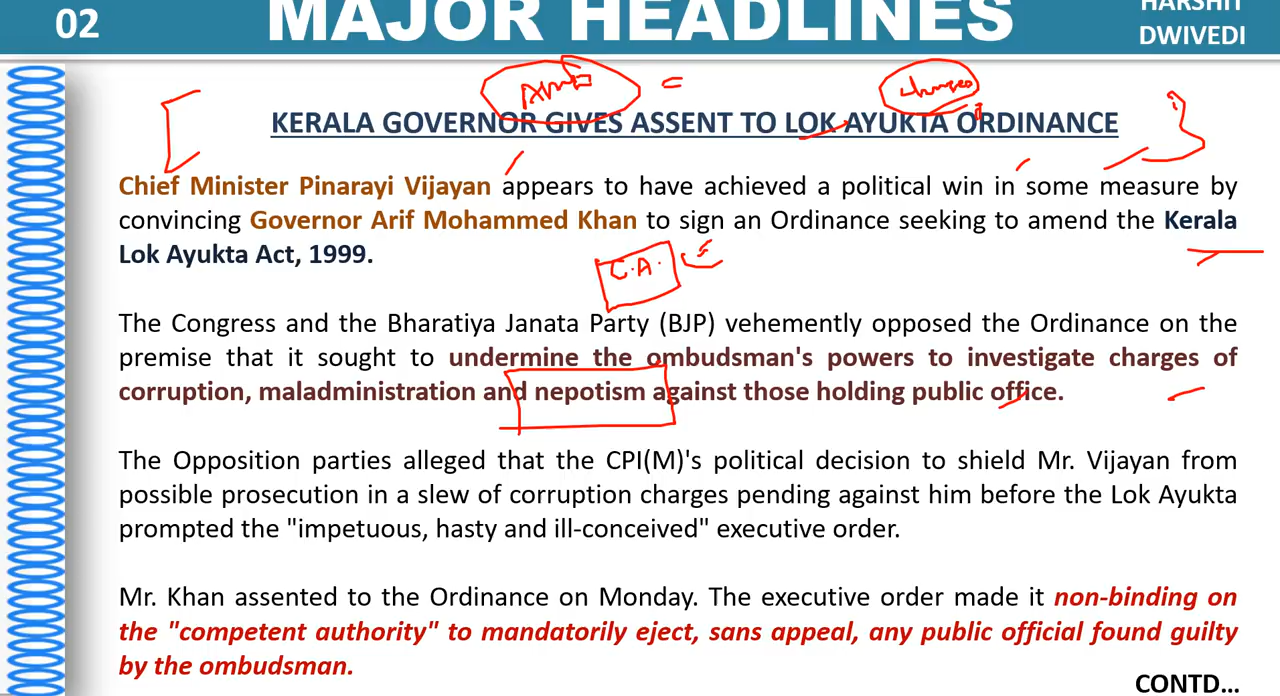 02
MAJOR HEADLINES
HARSHIT
DWIVEDI
KERALA GOVERNOR GIVES ASSENT TO LOK AYUKTA ORDINANCE
Chief Minister Pinarayi Vijayan appears to have achieved a political win in some measure by
convincing Governor Arif Mohammed Khan to sign an Ordinance seeking to amend the Kerala
Lok Ayukta Act, 1999.
C.A.
The Congress and the Bharatiya Janata Party (BJP) vehemently opposed the Ordinance on the
premise that it sought to undermine the ombudsman's powers to investigate charges of
corruption, maladministration and nepotism against those holding public office.
The Opposition parties alleged that the CPI(M)'s political decision to shield Mr. Vijayan from
possible prosecution in a slew of corruption charges pending against him before the Lok Ayukta
prompted the "impetuous, hasty and ill-conceived" executive order.
Mr. Khan assented to the Ordinance on Monday. The executive order made it non-binding on
the "competent authority" to mandatorily eject, sans appeal, any public official found guilty
by the ombudsman.
CONTD...